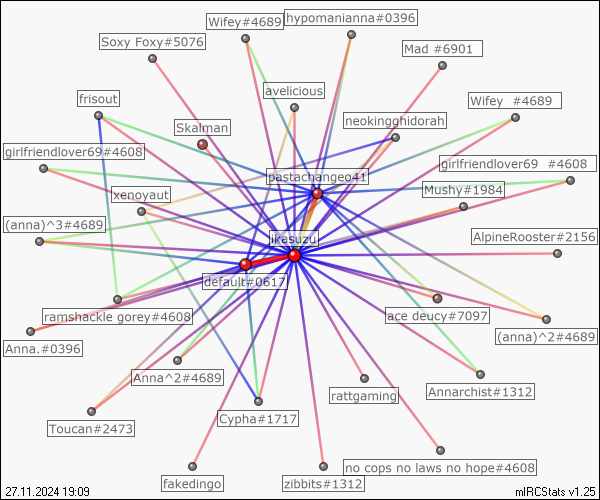 hypomanianna#0396
Wifey#4689
Soxy Foxy#5076
Mad #6901
avelicious
frisout
Wifey  #4689
neokingghidorah
Skalman
girlfriendlover69#4608
girlfriendlover69  #4608
pastachangeo41
xenoyaut
Mushy#1984
(anna)^3#4689
jkasuzu
AlpineRooster#2156
default#0617
ramshackle gorey#4608
ace deucy#7097
(anna)^2#4689
Anna.#0396
Anna^2#4689
Annarchist#1312
rattgaming
Cypha#1717
Toucan#2473
no cops no laws no hope#4608
fakedingo
zibbits#1312
27.11.2024 19:09
mIRCStats v1.25